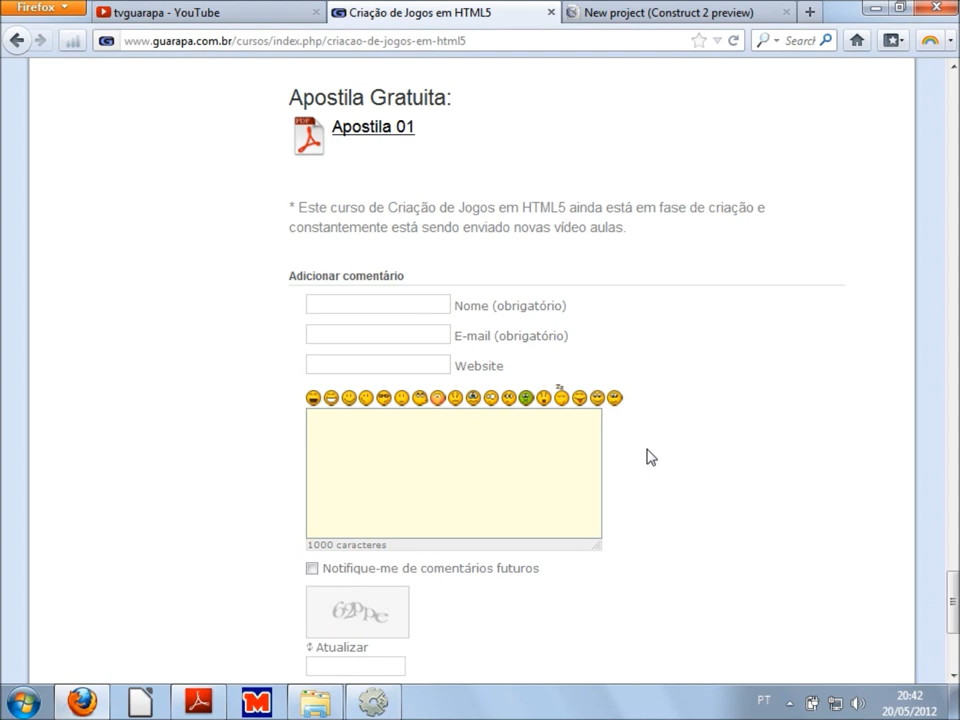 Firefox
tvguarapa - YouTube
Criação de Jogos em HTML5
New project (Construct 2 preview)
www.guarapa.com.br/cursos/index.php/criacao-de-jogos-em-html5
Search
Apostila Gratuita:
PDF
Apostila 01
* Este curso de Criação de Jogos em HTML5 ainda está em fase de criação e
constantemente está sendo enviado novas vídeo aulas.
Adicionar comentário
Nome (obrigatório)
E-mail (obrigatório)
Website
1000 caracteres
Notifique-me de comentários futuros
Atualizar
PT
20:42
20/05/2012